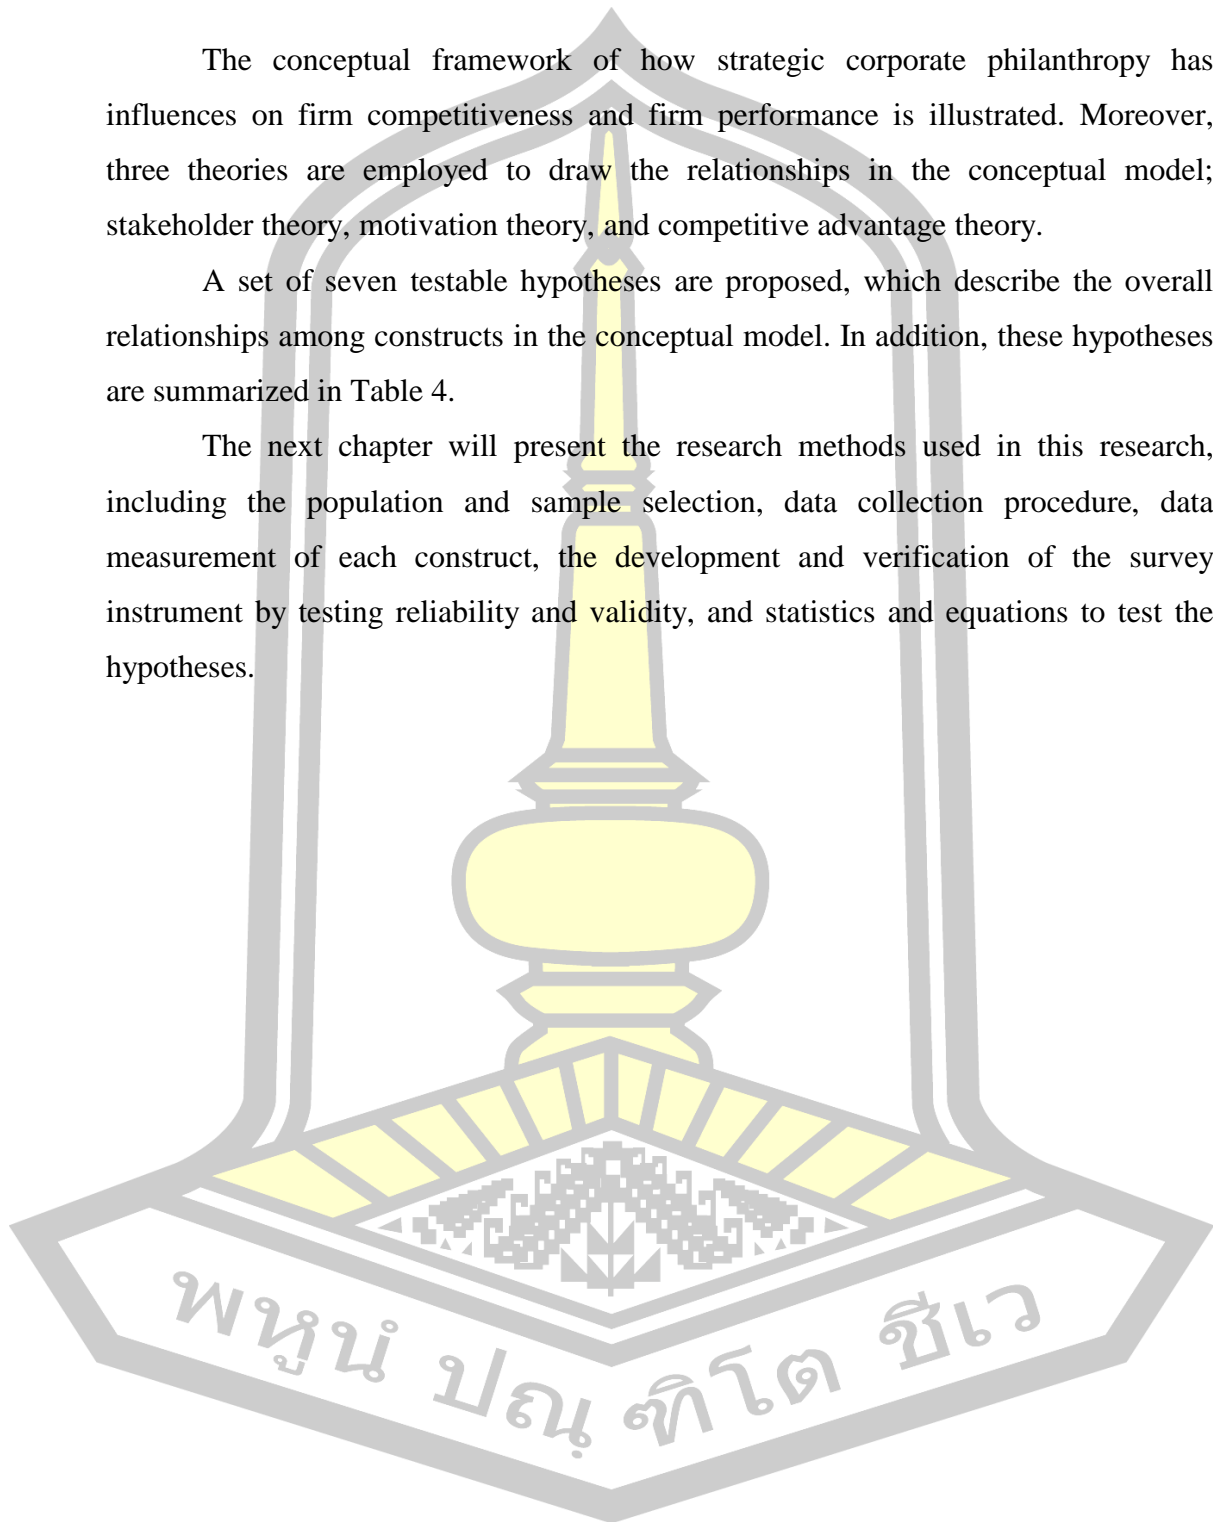 The conceptual framework of how strategic corporate philanthropy has
influences on firm competitiveness and firm performance is illustrated. Moreover,
three theories are employed to draw the relationships in the conceptual model;
stakeholder theory, motivation theory, and competitive advantage theory.
A set of seven testable hypotheses are proposed, which describe the overall
relationships among constructs in the conceptual model. In addition, these hypotheses
are summarized in Table 4.
The next chapter will present the research methods used in this research,
including the population and sample selection, data collection procedure, data
measurement of each construct, the development and verification of the survey
instrument by testing reliability and validity, and statistics and equations to test the
hypotheses.
พหูนํ ปณฺ ฑิโต ชีเว